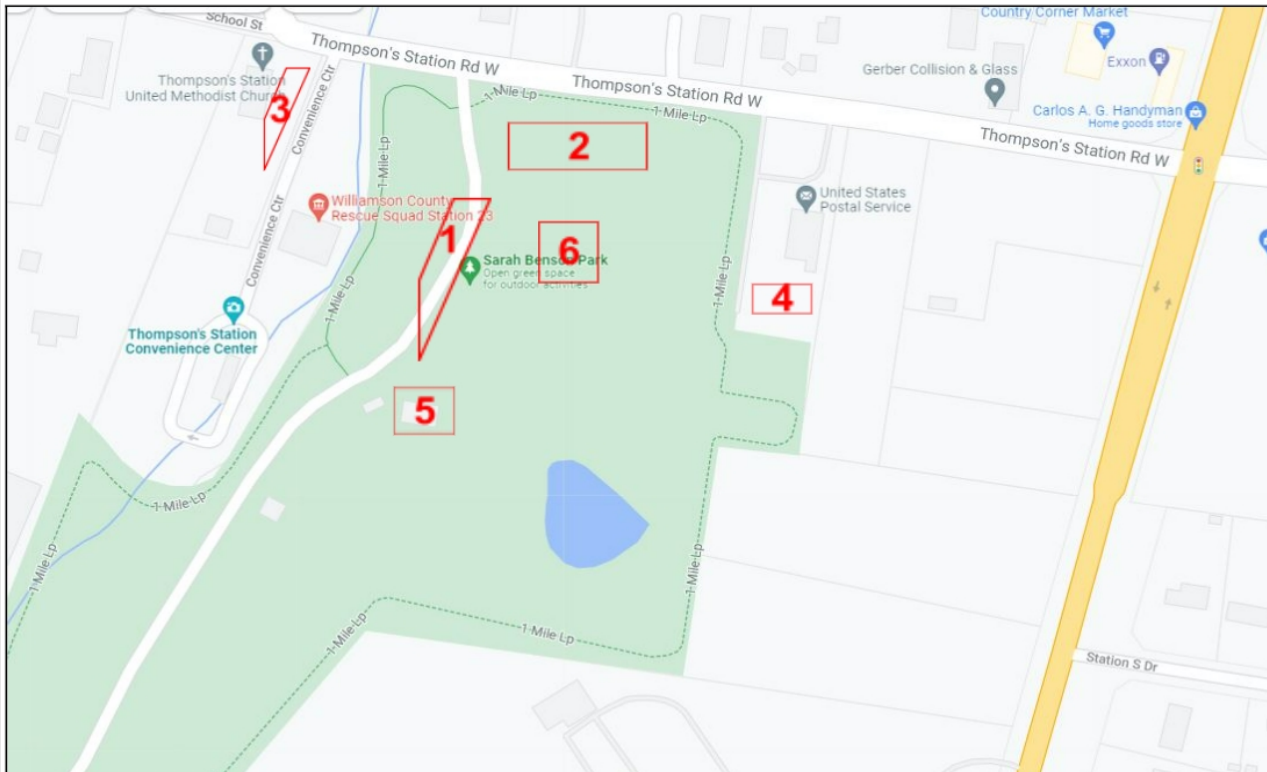 School St
Thompson's Station Rd W
Thompson's Station Rd W
Thompson's Station Rd W
Country Corner Market
Exxon
Gerber Collision & Glass
Carlos A. G. Handyman
Home goods store
Thompson's Station
United Methodist Church
3
Convenience Ctr
Convenience Ctr
1 Mile Lp
1 Mile Lp
1 Mile Lp
2
Williamson County
Rescue Squad Station 23
1
6
Sarah Benson Park
Open green space
for outdoor activities
United States
Postal Service
4
1 Mile Lp
1 Mile Lp
Thompson's Station
Convenience Center
5
1 Mile Lp
1 Mile Lp
1 Mile Lp
1 Mile Lp
1 Mile Lp
Station S Dr